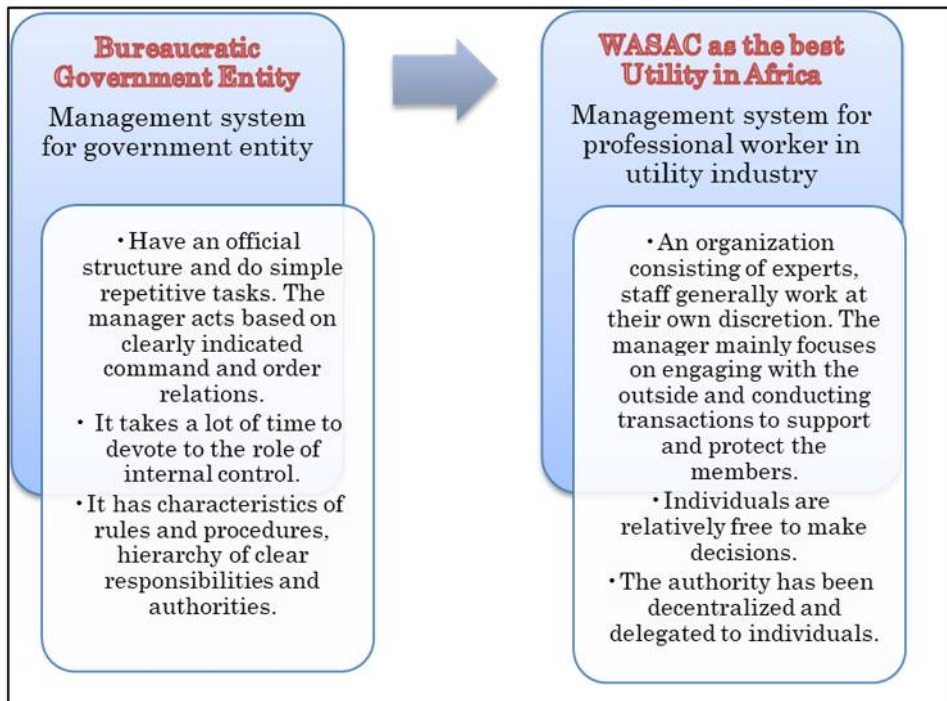 Bureaucratic
Government Entity
Management system
for government entity
• Have an official
structure and do simple
repetitive tasks. The
manager acts based on
clearly indicated
command and order
relations.
• It takes a lot of time to
devote to the role of
internal control.
• It has characteristics of
rules and procedures,
hierarchy of clear
responsibilities and
authorities.
WASAC as the best
Utility in Africa
Management system for
professional worker in
utility industry
• An organization
consisting of experts,
staff generally work at
their own discretion. The
manager mainly focuses
on engaging with the
outside and conducting
transactions to support
and protect the
members.
• Individuals are
relatively free to make
decisions.
• The authority has been
decentralized and
delegated to individuals.